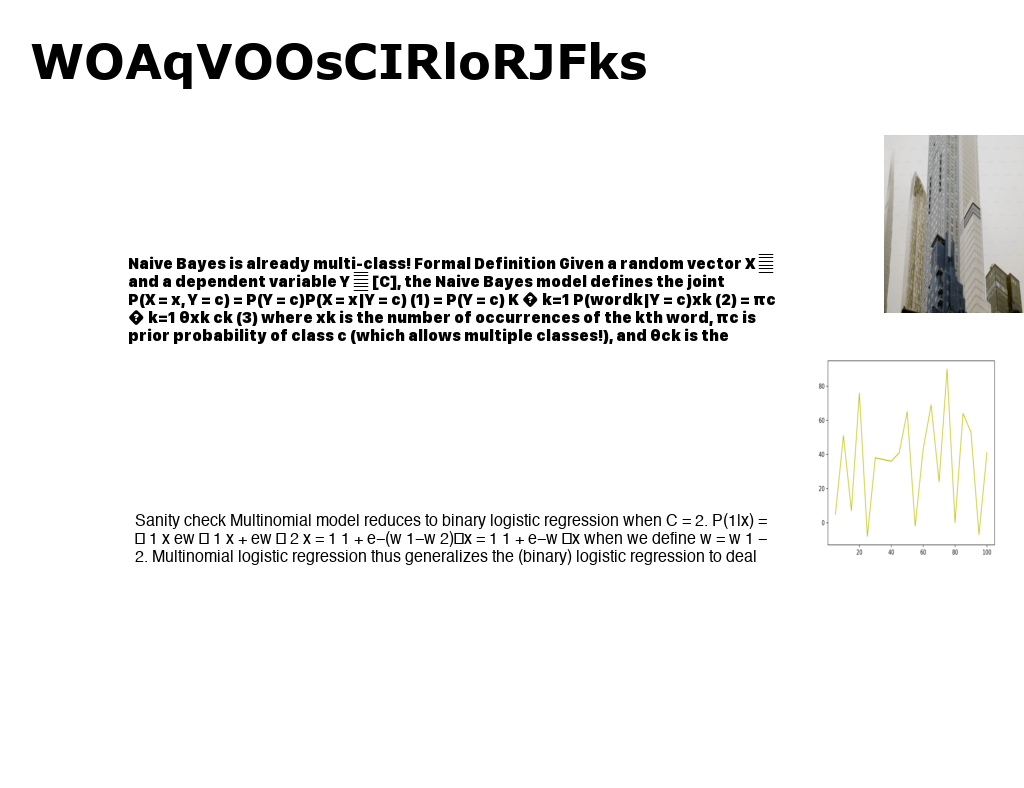 WOAqVOOsCIRloRJFks
Naive Bayes is already multi-class! Formal Definition Given a random vector X
and a dependent variable Y [C], the Naive Bayes model defines the joint
P(X = x, Y = c) = P(Y = c)P(X = x|Y = c) (1) = P(Y = c) K � k=1 P(wordk|Y = c)xk (2) = πc
� k=1 θxk ck (3) where xk is the number of occurrences of the kth word, πc is
prior probability of class c (which allows multiple classes!), and θck is the
Sanity check Multinomial model reduces to binary logistic regression when C = 2. P(1|x) =
□ 1 x ew □ 1 x + ew □ 2 x = 1 1 + e−(w 1−w 2)□x = 1 1 + e−w □x when we define w = w 1 −
2. Multinomial logistic regression thus generalizes the (binary) logistic regression to deal
80
60
40
20
0
20 40 60 80 100